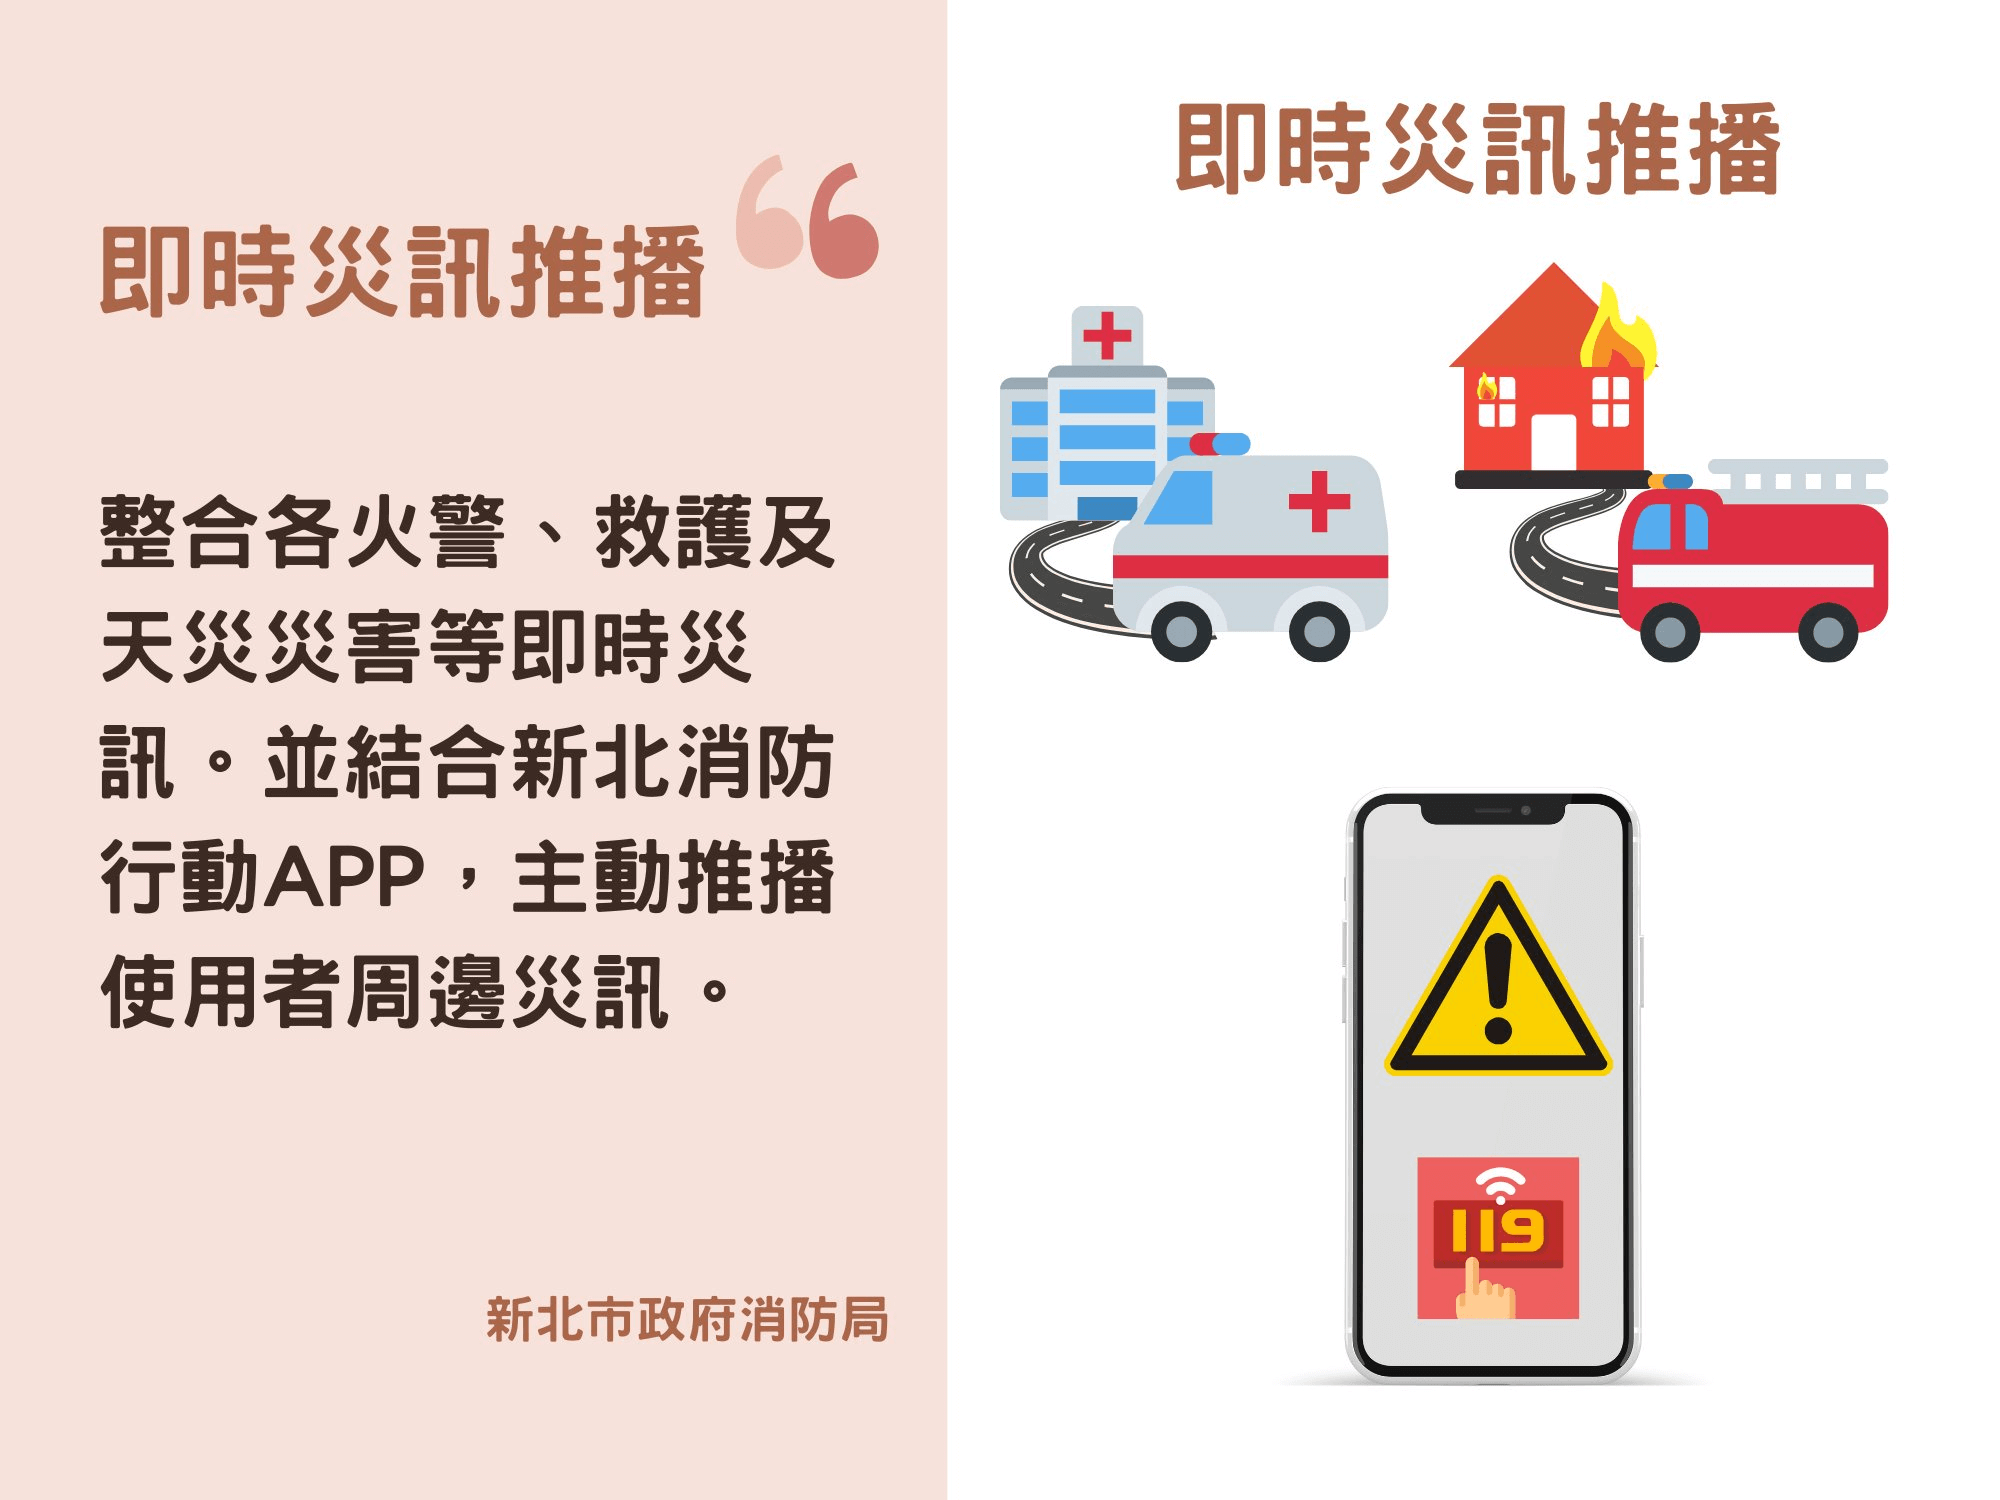 即時災訊推播
整合各火警、救護及
天災災害等即時災
訊。並結合新北消防
行動APP，主動推播
使用者周邊災訊。
新北市政府消防局
即時災訊推播
119